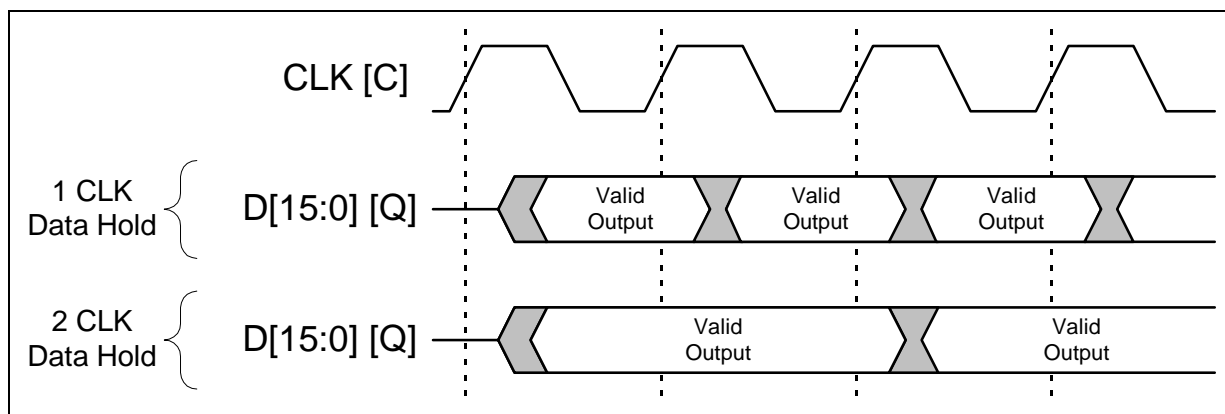 CLK [C]
1 CLK
Data Hold
D[15:0] [Q]
Valid
Output
Valid
Output
Valid
Output
2 CLK
Data Hold
D[15:0] [Q]
Valid
Output
Valid
Output